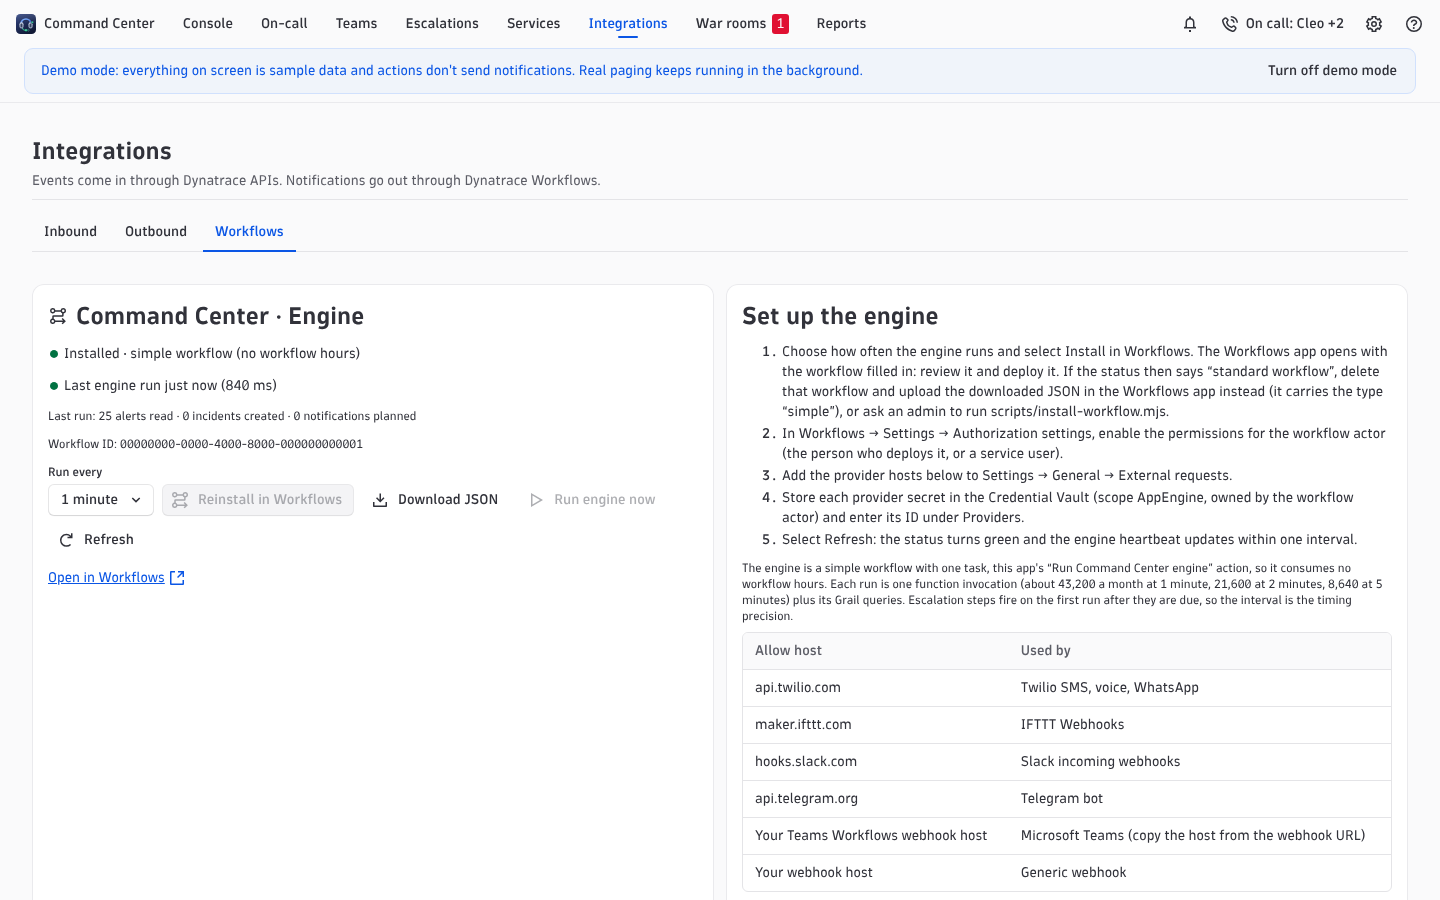 Command Center
Console
On-call
Teams
Escalations
Services
Integrations
War rooms 1
Reports
On call: Cleo +2
Demo mode: everything on screen is sample data and actions don't send notifications. Real paging keeps running in the background.
Turn off demo mode
Integrations
Events come in through Dynatrace APIs. Notifications go out through Dynatrace Workflows.
Inbound
Outbound
Workflows
Command Center · Engine
Installed · simple workflow (no workflow hours)
Last engine run just now (840 ms)
Last run: 25 alerts read · 0 incidents created · 0 notifications planned
Workflow ID: 00000000-0000-4000-8000-000000000001
Run every
1 minute
Reinstall in Workflows
Download JSON
Run engine now
Refresh
Open in Workflows
Set up the engine
1. Choose how often the engine runs and select Install in Workflows. The Workflows app opens with
the workflow filled in: review it and deploy it. If the status then says “standard workflow”, delete
that workflow and upload the downloaded JSON in the Workflows app instead (it carries the type
“simple”), or ask an admin to run scripts/install-workflow.mjs.
2. In Workflows → Settings → Authorization settings, enable the permissions for the workflow actor
(the person who deploys it, or a service user).
3. Add the provider hosts below to Settings → General → External requests.
4. Store each provider secret in the Credential Vault (scope AppEngine, owned by the workflow
actor) and enter its ID under Providers.
5. Select Refresh: the status turns green and the engine heartbeat updates within one interval.
The engine is a simple workflow with one task, this app's “Run Command Center engine” action, so it consumes no
workflow hours. Each run is one function invocation (about 43,200 a month at 1 minute, 21,600 at 2 minutes, 8,640 at 5
minutes) plus its Grail queries. Escalation steps fire on the first run after they are due, so the interval is the timing
precision.
Allow host
Used by
api.twilio.com
Twilio SMS, voice, WhatsApp
maker.ifttt.com
IFTTT Webhooks
hooks.slack.com
Slack incoming webhooks
api.telegram.org
Telegram bot
Your Teams Workflows webhook host
Microsoft Teams (copy the host from the webhook URL)
Your webhook host
Generic webhook